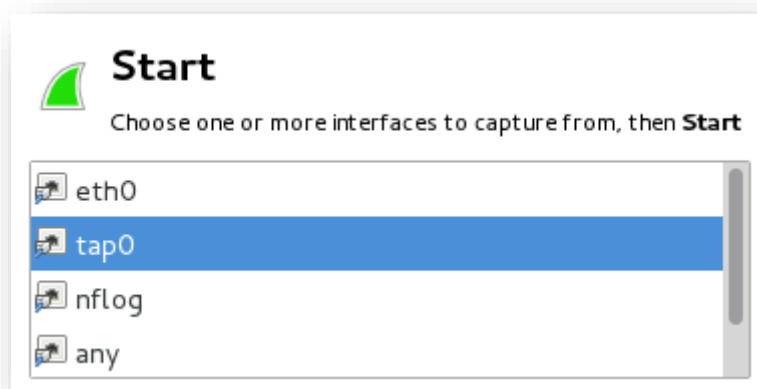 Start
Choose one or more interfaces to capture from, then Start
eth0
tap0
nflog
any